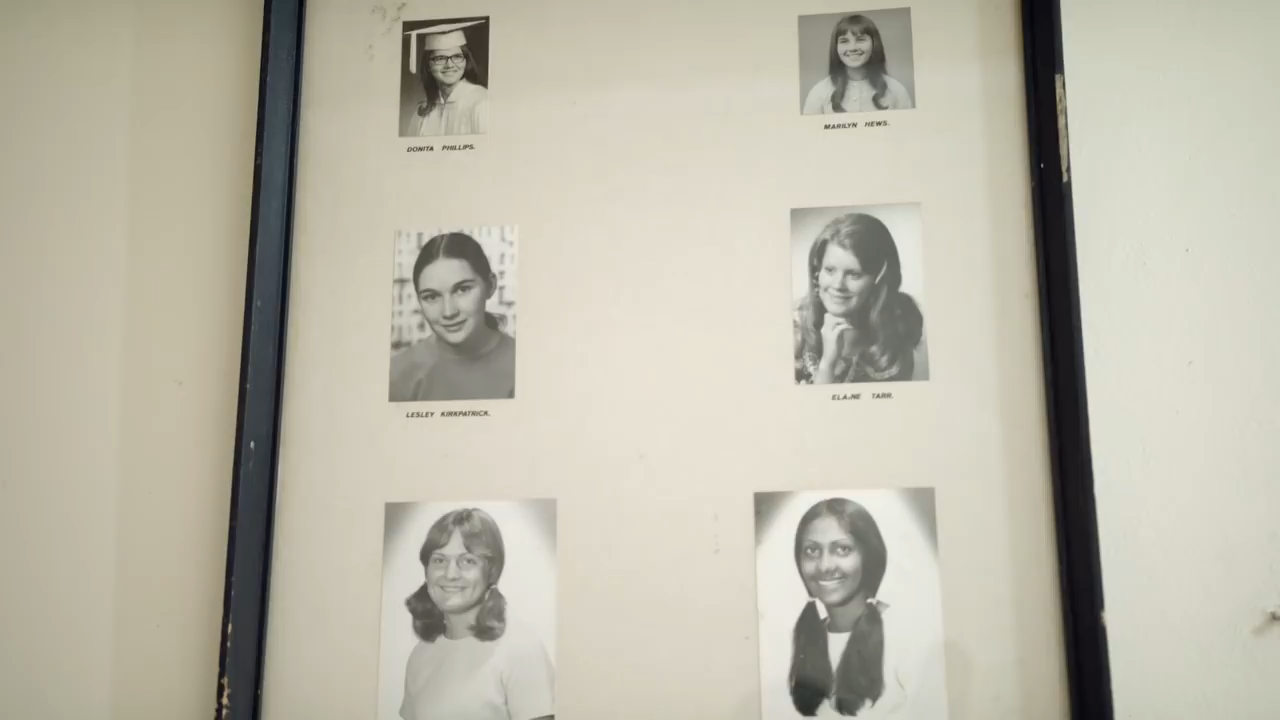 DONITA PHILLIPS.
MARILYN HEWS.
LESLEY KIRKPATRICK.
ELAINE TARR.